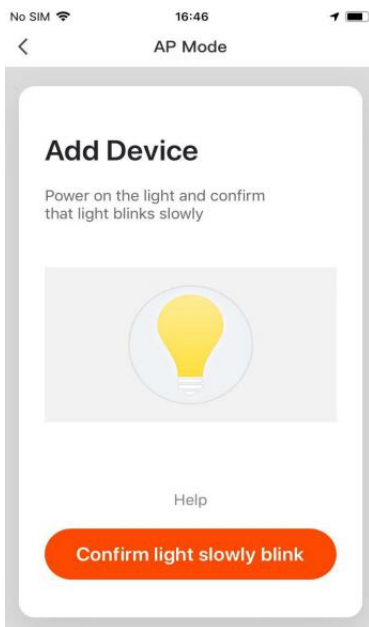 No SIM 16:46
AP Mode
Add Device
Power on the light and confirm
that light blinks slowly
Help
Confirm light slowly blink